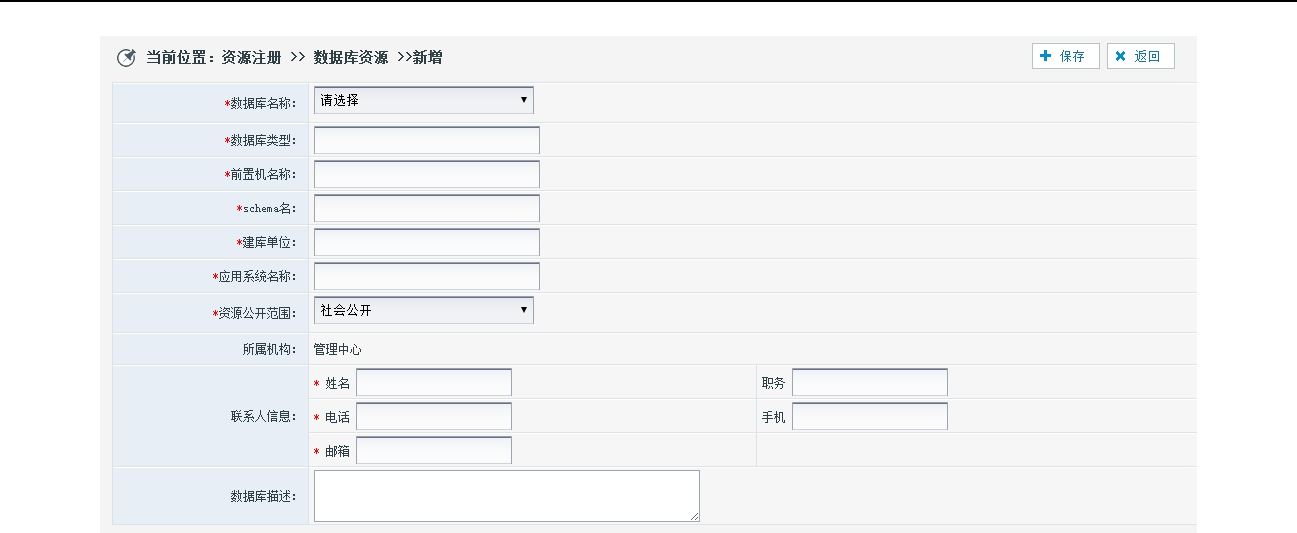 当前位置：资源注册 >> 数据库资源 >>新增
保存 返回
*数据库名称： 请选择
*数据库类型：
*前置机名称：
*schema名：
*建库单位：
*应用系统名称：
*资源公开范围： 社会公开
所属机构： 管理中心
* 姓名 职务
联系人信息： * 电话 手机
* 邮箱
数据库描述：